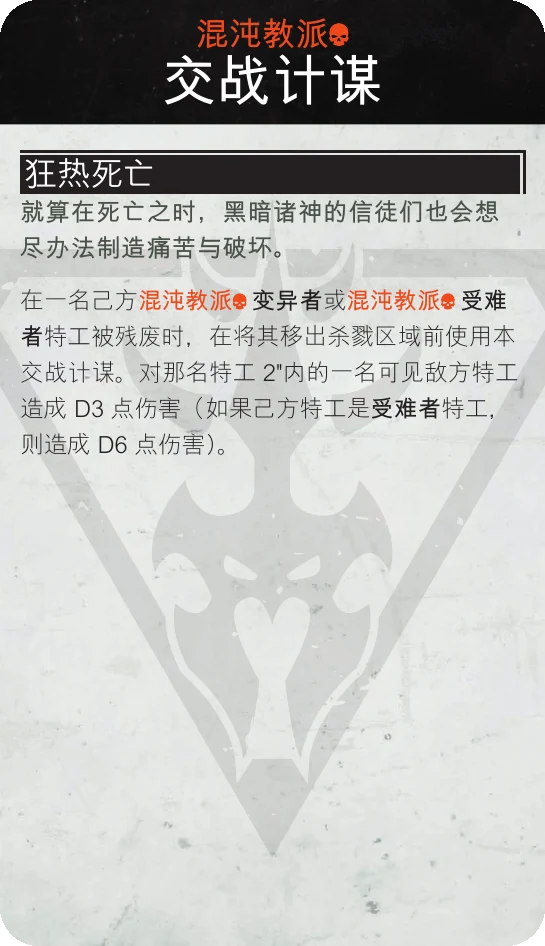 混沌教派
交战计谋
狂热死亡
就算在死亡之时，黑暗诸神的信徒们也会想
尽办法制造痛苦与破坏。
在一名己方混沌教派 变异者或混沌教派 受难
者特工被残废时，在将其移出杀戮区域前使用本
交战计谋。对那名特工 2"内的一名可见敌方特工
造成 D3 点伤害（如果己方特工是受难者特工，
则造成 D6 点伤害）。